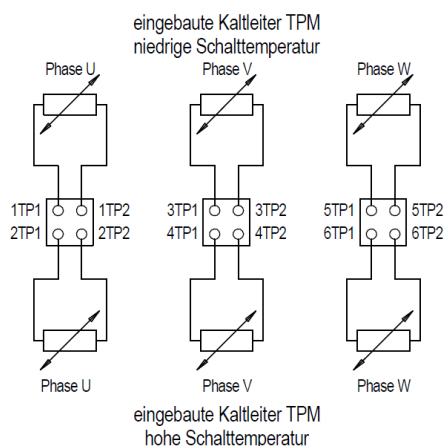 eingebaute Kaltleiter TPM
niedrige Schalttemperatur
Phase U Phase V Phase W
1TP1 1TP2 3TP1 3TP2 5TP1 5TP2
2TP1 2TP2 4TP1 4TP2 6TP1 6TP2
Phase U Phase V Phase W
eingebaute Kaltleiter TPM
hohe Schalttemperatur